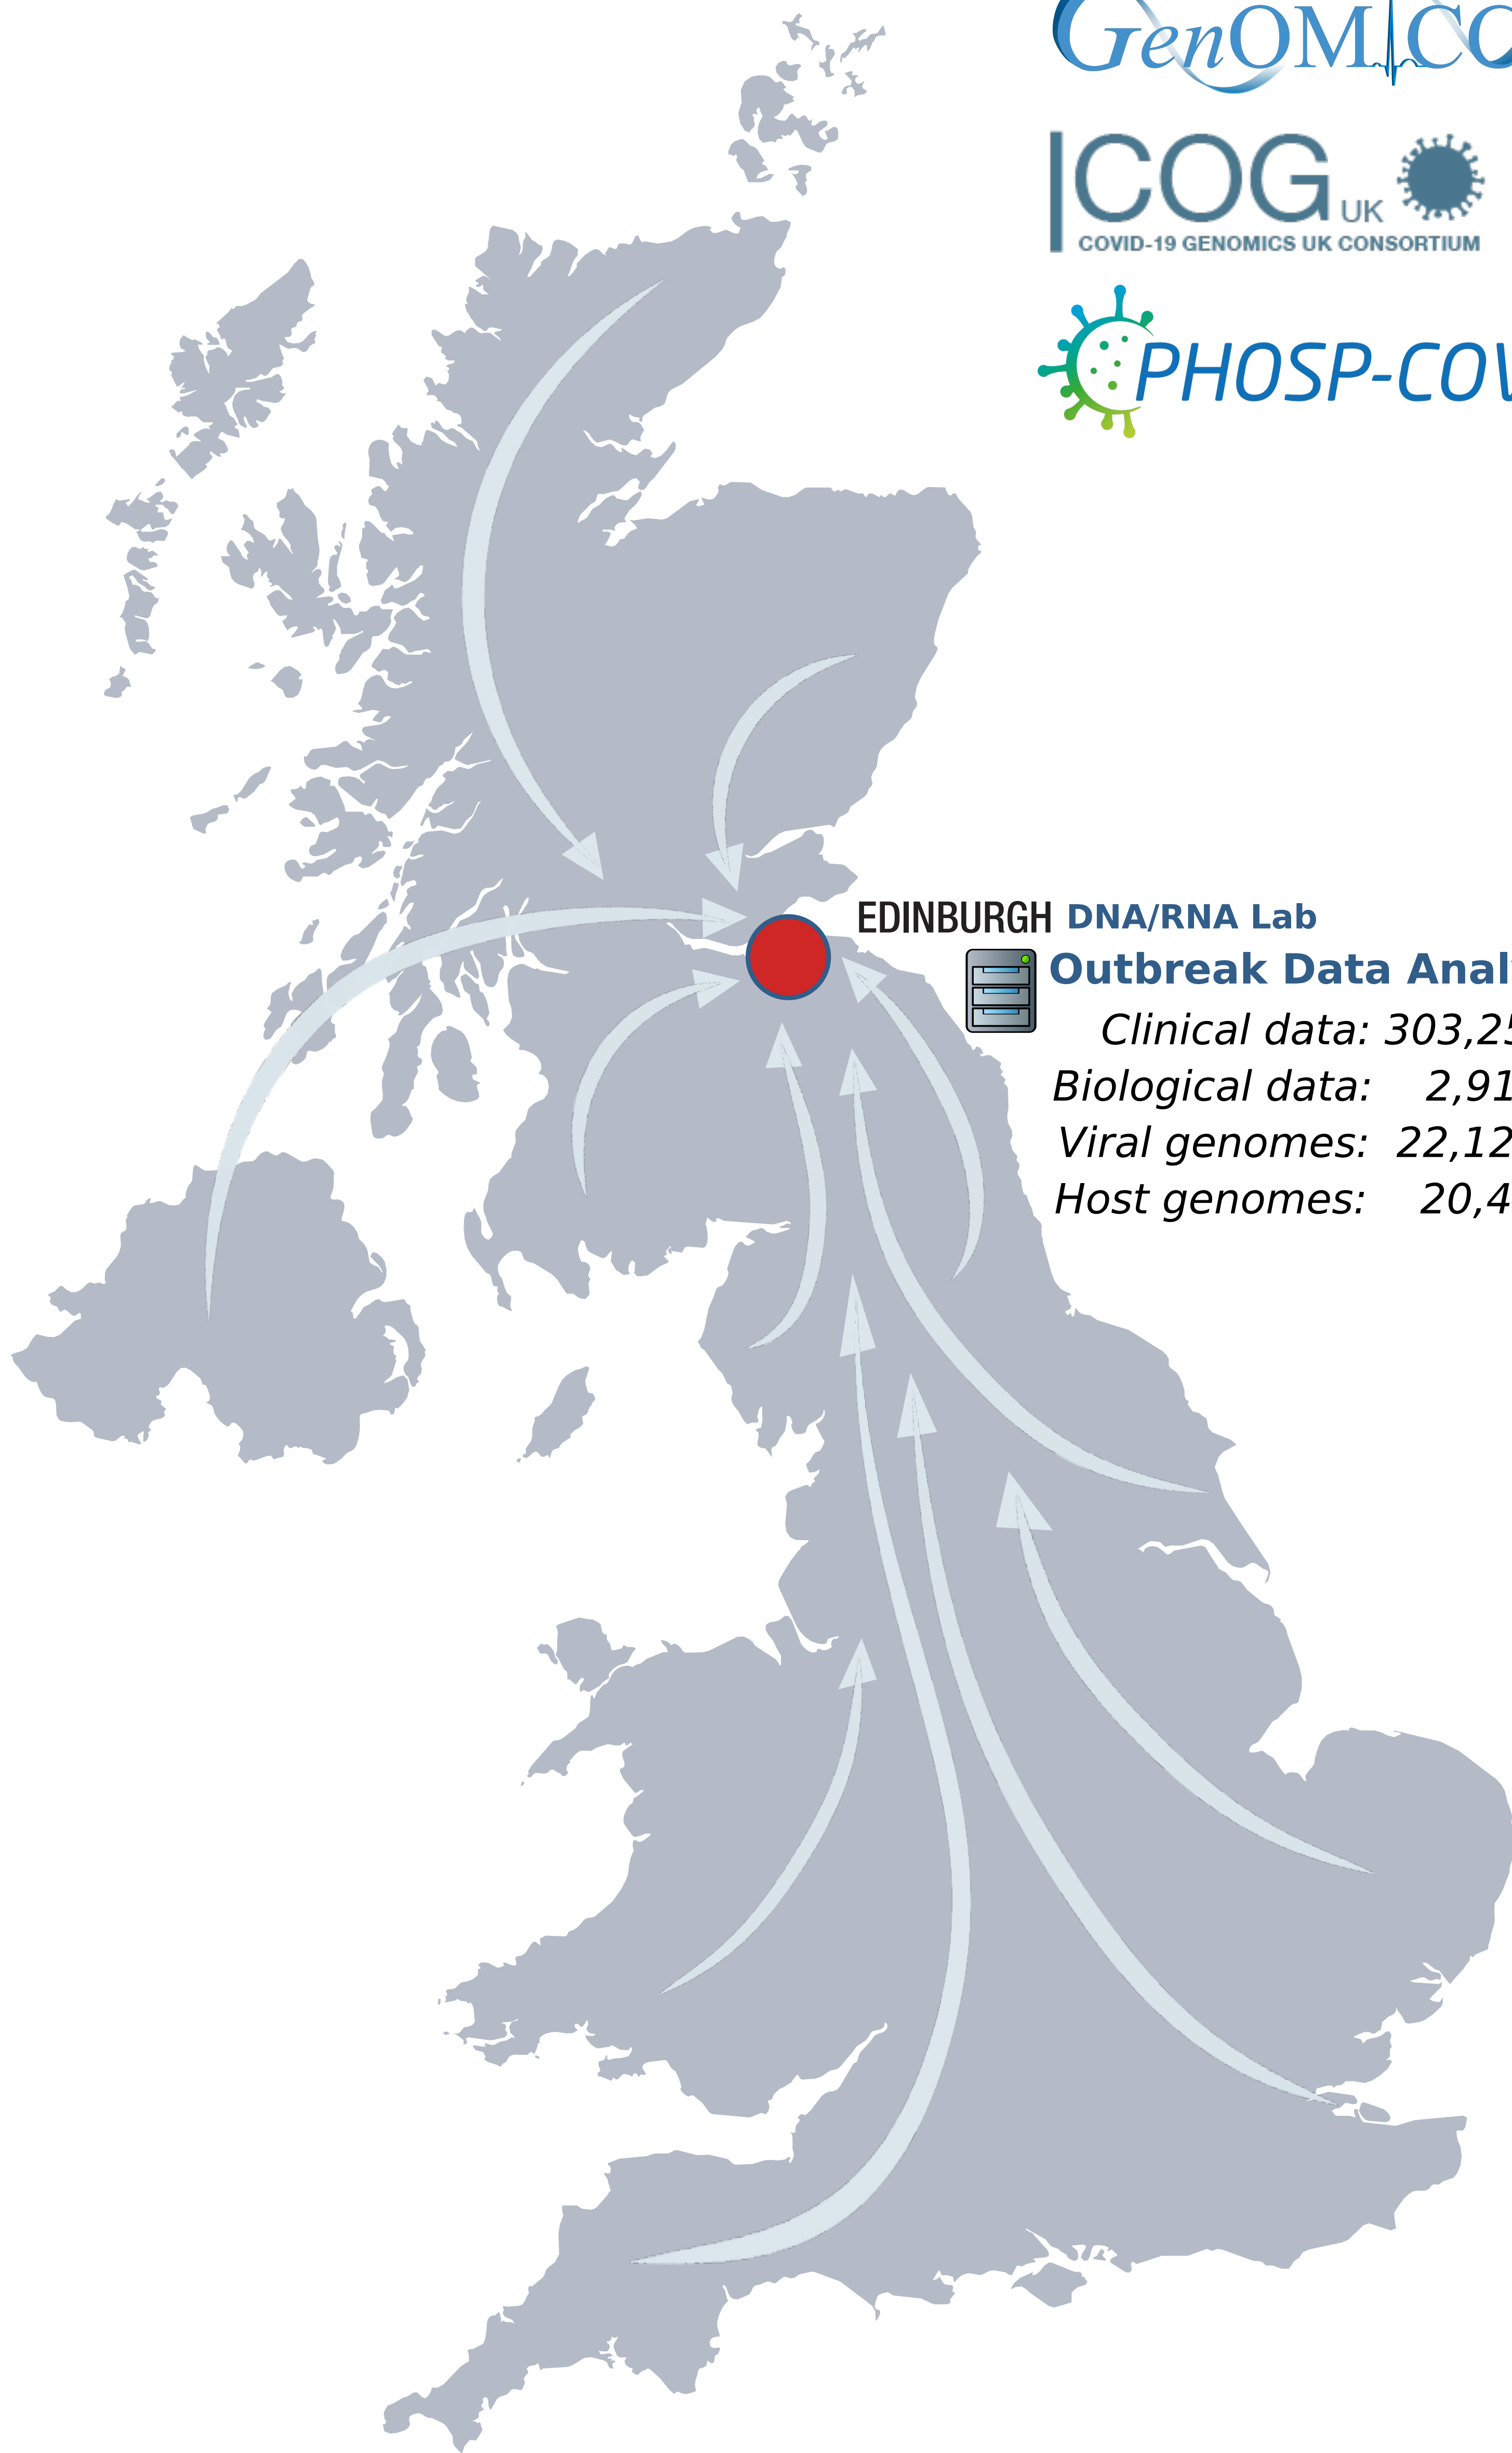 GenOMICC
COG UK
COVID-19 GENOMICS UK CONSORTIUM
PHOSP-COV
EDINBURGH DNA/RNA Lab
Outbreak Data Anal
Clinical data: 303,25
Biological data: 2,91
Viral genomes: 22,12
Host genomes: 20,4